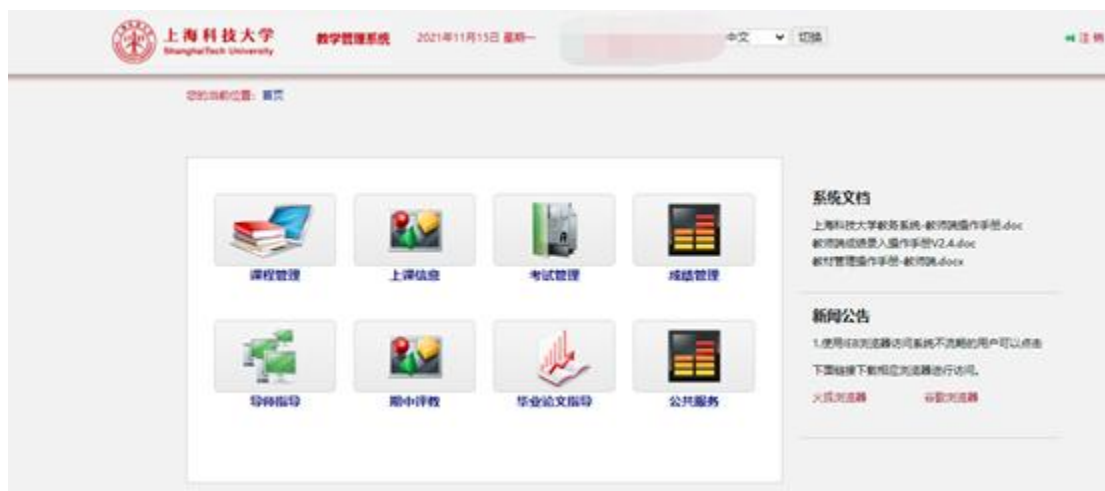 上海科技大学
ShanghaiTech University
教学管理系统 2021年11月15日 星期一 中文 切换 注销
您的当前位置：首页
课程管理 上课信息 考试管理 成绩管理
导师指导 期中评教 毕业论文指导 公共服务
系统文档
上海科技大学教务系统-教师端操作手册.doc
教师端成绩录入操作手册V2.4.doc
教材管理操作手册-教师端.docx
新闻公告
1.使用IE8浏览器访问系统不流畅的用户可以点击
下面链接下载相应浏览器进行访问。
火狐浏览器 谷歌浏览器